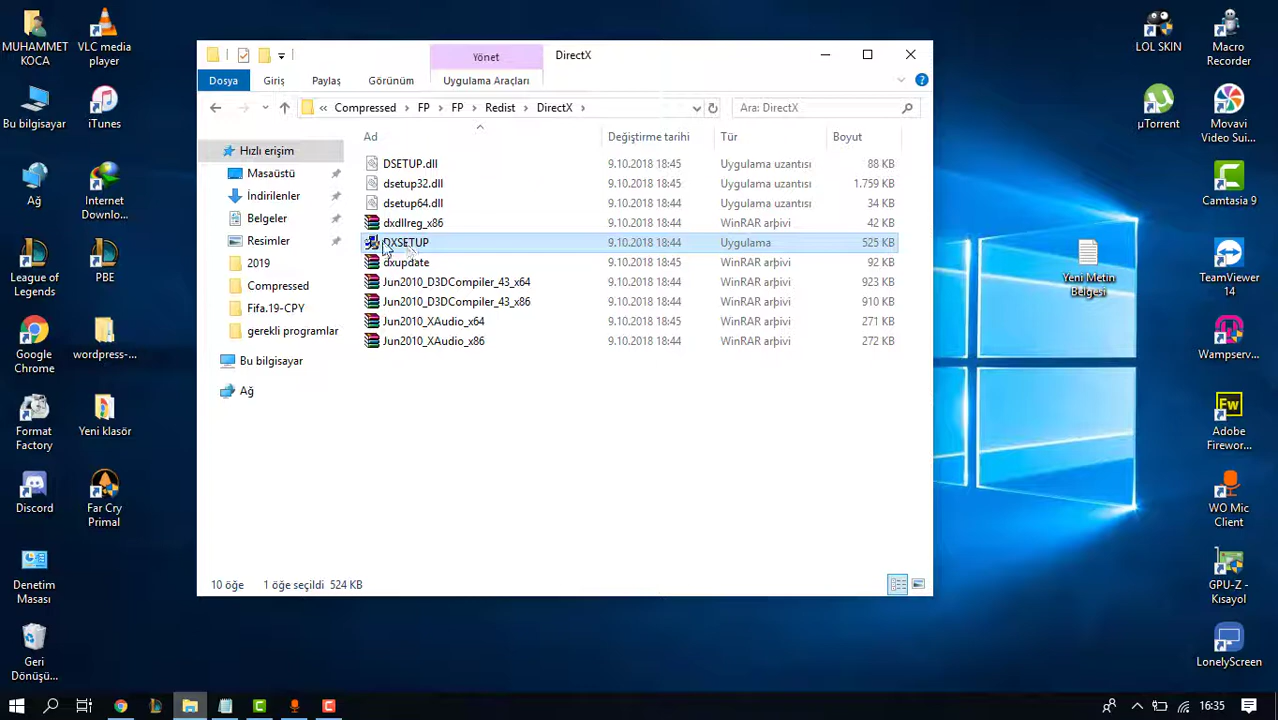 MUHAMMET
KOCA
VLC media
player
Bu bilgisayar
iTunes
Ağ
Internet
Downlo...
League of
Legends
PBE
Google
Chrome
wordpress-...
Format
Factory
Yeni klasör
Discord
Far Cry
Primal
Denetim
Masası
Geri
Dönüşü...
Yönet
DirectX
Dosya
Giriş
Paylaş
Görünüm
Uygulama Araçları
« Compressed › FP › FP › Redist › DirectX ›
Ara: DirectX
Hızlı erişim
Masaüstü
İndirilenler
Belgeler
Resimler
2019
Compressed
Fifa.19-CPY
gerekli programlar
Bu bilgisayar
Ağ
Ad Değiştirme tarihi Tür Boyut
DSETUP.dll 9.10.2018 18:45 Uygulama uzantısı 88 KB
dsetup32.dll 9.10.2018 18:45 Uygulama uzantısı 1.759 KB
dsetup64.dll 9.10.2018 18:45 Uygulama uzantısı 34 KB
dxdllreg_x86 9.10.2018 18:44 WinRAR arþivi 42 KB
DXSETUP 9.10.2018 18:44 Uygulama 525 KB
dxupdate 9.10.2018 18:44 WinRAR arþivi 92 KB
Jun2010_D3DCompiler_43_x64 9.10.2018 18:44 WinRAR arþivi 923 KB
Jun2010_D3DCompiler_43_x86 9.10.2018 18:44 WinRAR arþivi 910 KB
Jun2010_XAudio_x64 9.10.2018 18:45 WinRAR arþivi 271 KB
Jun2010_XAudio_x86 9.10.2018 18:44 WinRAR arþivi 272 KB
10 öğe 1 öğe seçildi 524 KB
LOL SKIN
Macro
Recorder
µTorrent
Movavi
Video Sui...
Camtasia 9
Yeni Metin
Belgesi
TeamViewer
14
Wampserv...
Adobe
Firewor...
WO Mic
Client
GPU-Z -
Kısayol
LonelyScreen
16:35